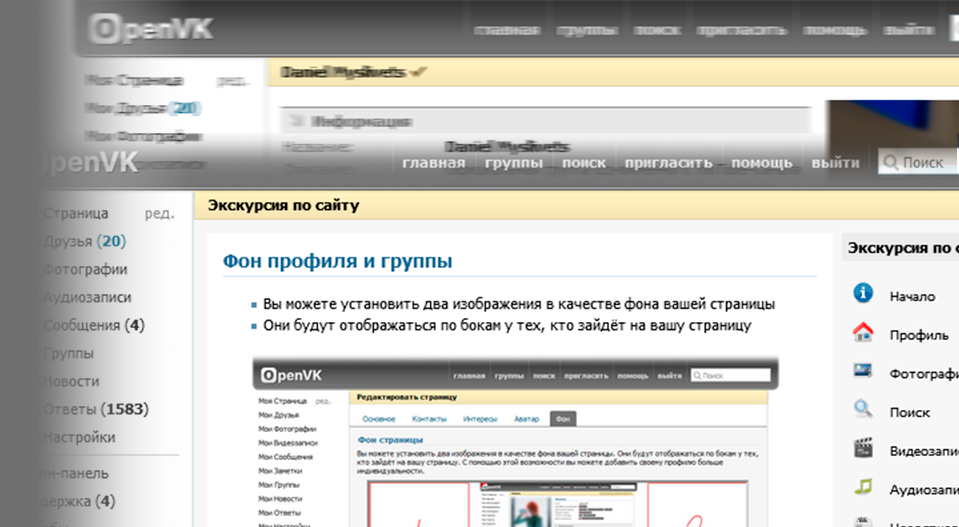 OpenVK
главная группы поиск пригласить помощь выйти
Моя Страница ред.
Мои Друзья (20)
Мои Фотографии
Daniel Myslivets
Информация
Название: Daniel Myslivets
penVK
главная группы поиск пригласить помощь выйти Поиск
Страница ред.
Друзья (20)
Фотографии
Аудиозаписи
Сообщения (4)
Группы
Новости
Ответы (1583)
Настройки
ин-панель
держка (4)
Экскурсия по сайту
Фон профиля и группы
Вы можете установить два изображения в качестве фона вашей страницы
Они будут отображаться по бокам у тех, кто зайдёт на вашу страницу
OpenVK
главная группы поиск пригласить помощь выйти Поиск
Моя Страница ред.
Мои Друзья
Мои Фотографии
Мои Видеозаписи
Мои Сообщения
Мои Заметки
Мои Группы
Мои Новости
Мои Ответы
Мои Настройки
Редактировать страницу
Основное Контакты Интересы Аватар Фон
Фон страницы
Вы можете установить два изображения в качестве фона вашей страницы. Они будут отображаться по бокам у тех,
кто зайдёт на вашу страницу. С помощью этой возможности вы можете добавить своему профилю больше
индивидуальности.
Экскурсия по с
Начало
Профиль
Фотографи
Поиск
Видеозапис
Аудиозапи